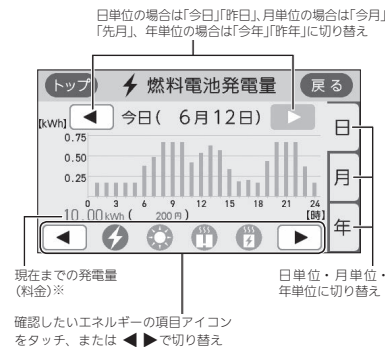 日単位の場合は「今日」「昨日」、月単位の場合は「今月」
「先月」、年単位の場合は「今年」「昨年」に切り替え
トップ 燃料電池発電量 戻る
[kWh] ◀ 今日( 6月12日) ▶ 日
0.75
0.50
0.25
月
0 3 6 9 12 15 18 21 24
10.00kwh ( 200円) [時]
年
◀ ▶
現在までの発電量
(料金)※
日単位・月単位・
年単位に切り替え
確認したいエネルギーの項目アイコン
をタッチ、または ◀ ▶で切り替え